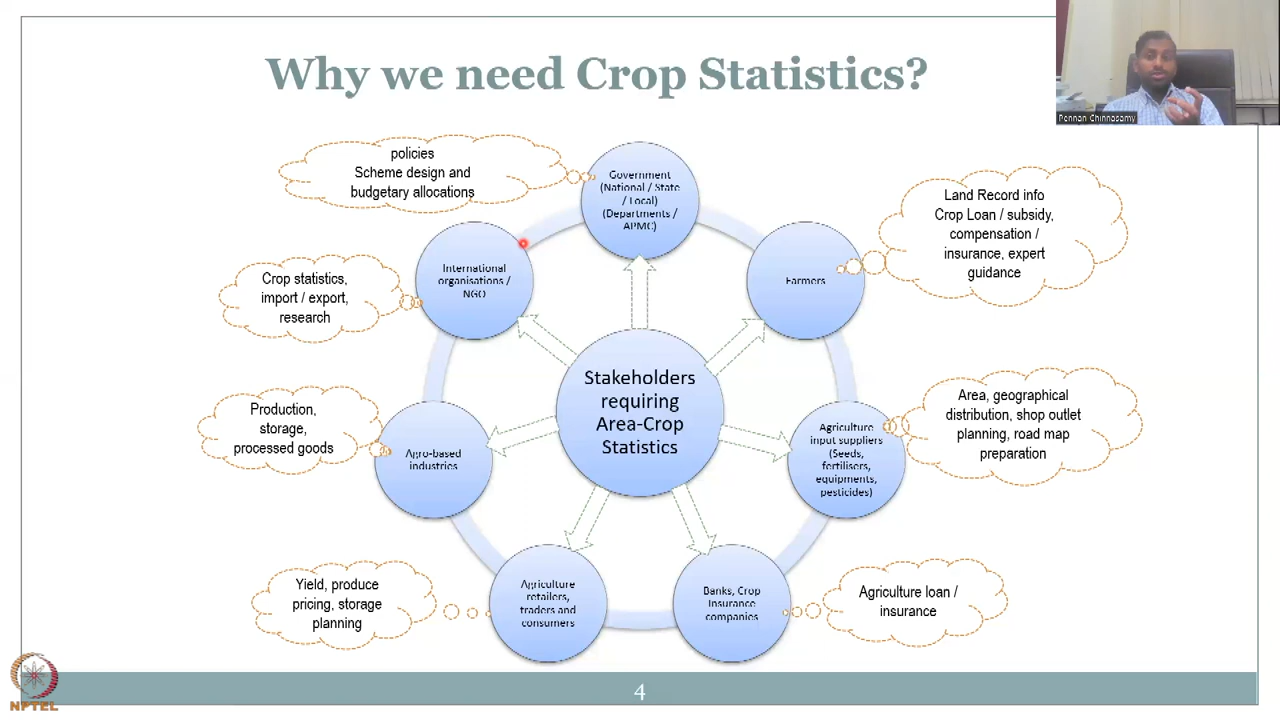 Why we need Crop Statistics?
Pennan Chinnasamy
policies
Scheme design and
budgetary allocations
Government
(National / State
/ Local)
(Departments /
APMC)
Land Record info
Crop Loan / subsidy,
compensation /
insurance, expert
guidance
International
organisations /
NGO
Farmers
Crop statistics,
import / export,
research
Stakeholders
requiring
Area-Crop
Statistics
Area, geographical
distribution, shop outlet
planning, road map
preparation
Production,
storage,
processed goods
Agro-based
industries
Agriculture
input suppliers
(Seeds,
fertilisers,
equipments,
pesticides)
Yield, produce
pricing, storage
planning
Agriculture
retailers,
traders and
consumers
Banks, Crop
Insurance
companies
Agriculture loan /
insurance
4
NPTEL